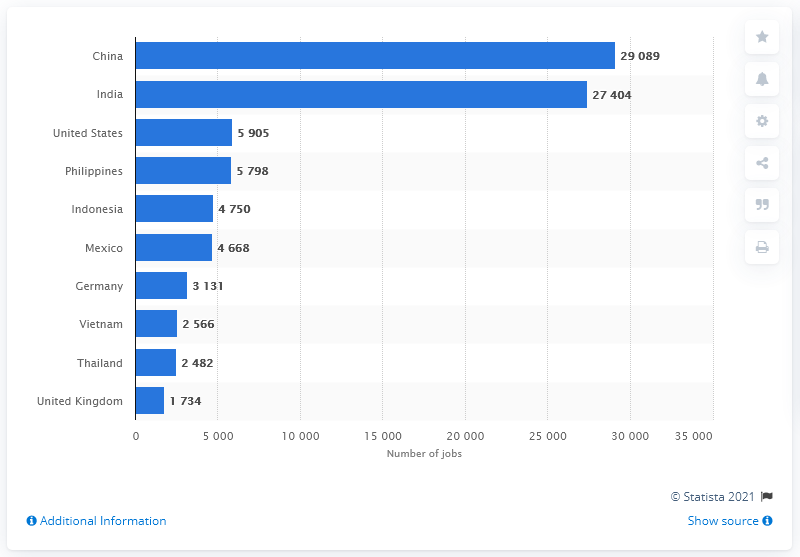 China 29 089
India 27 404
United States 5 905
Philippines 5 798
Indonesia 4 750
Mexico 4 668
Germany 3 131
Vietnam 2 566
Thailand 2 482
United Kingdom 1 734
0 5 000 10 000 15 000 20 000 25 000 30 000 35 000
Number of jobs
© Statista 2021
Additional Information Show source